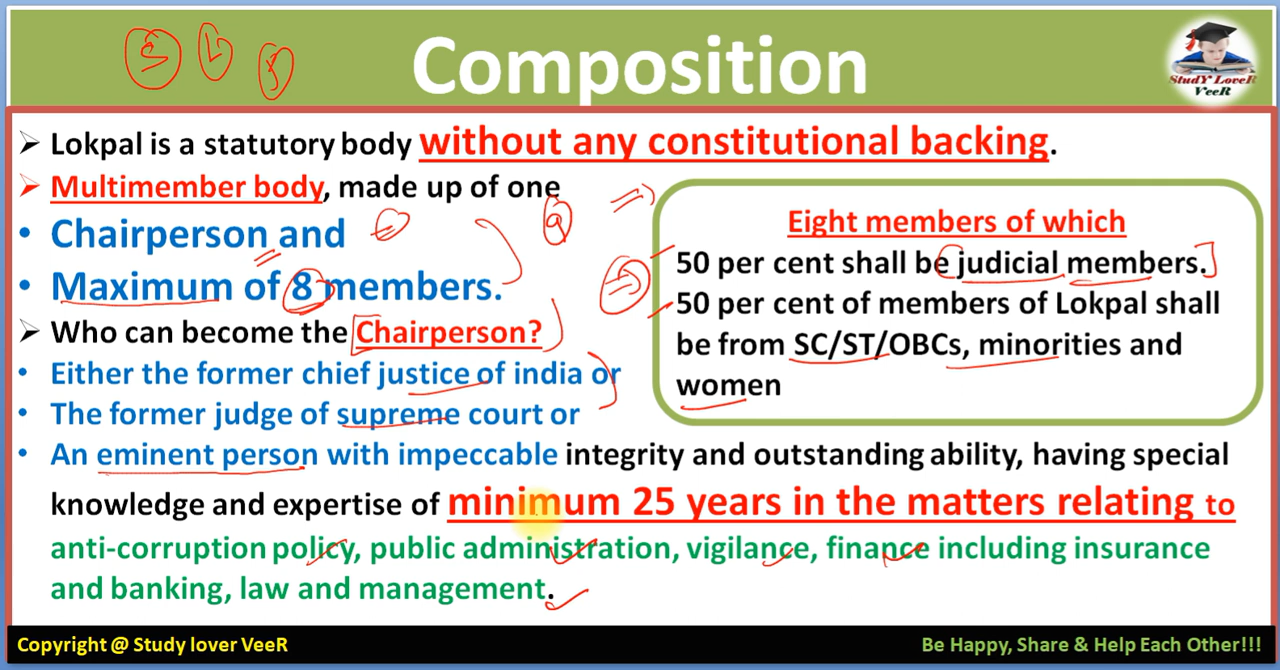 S L J
Composition
StudY LoveR
VeeR
➢ Lokpal is a statutory body without any constitutional backing.
➢ Multimember body, made up of one
• Chairperson and
• Maximum of 8 members.
➢ Who can become the Chairperson?
• Either the former chief justice of india or
• The former judge of supreme court or
• An eminent person with impeccable integrity and outstanding ability, having special
knowledge and expertise of minimum 25 years in the matters relating to
anti-corruption policy, public administration, vigilance, finance including insurance
and banking, law and management.
Eight members of which
50 per cent shall be judicial members.
50 per cent of members of Lokpal shall
be from SC/ST/OBCs, minorities and
women
Copyright @ Study lover VeeR
Be Happy, Share & Help Each Other!!!